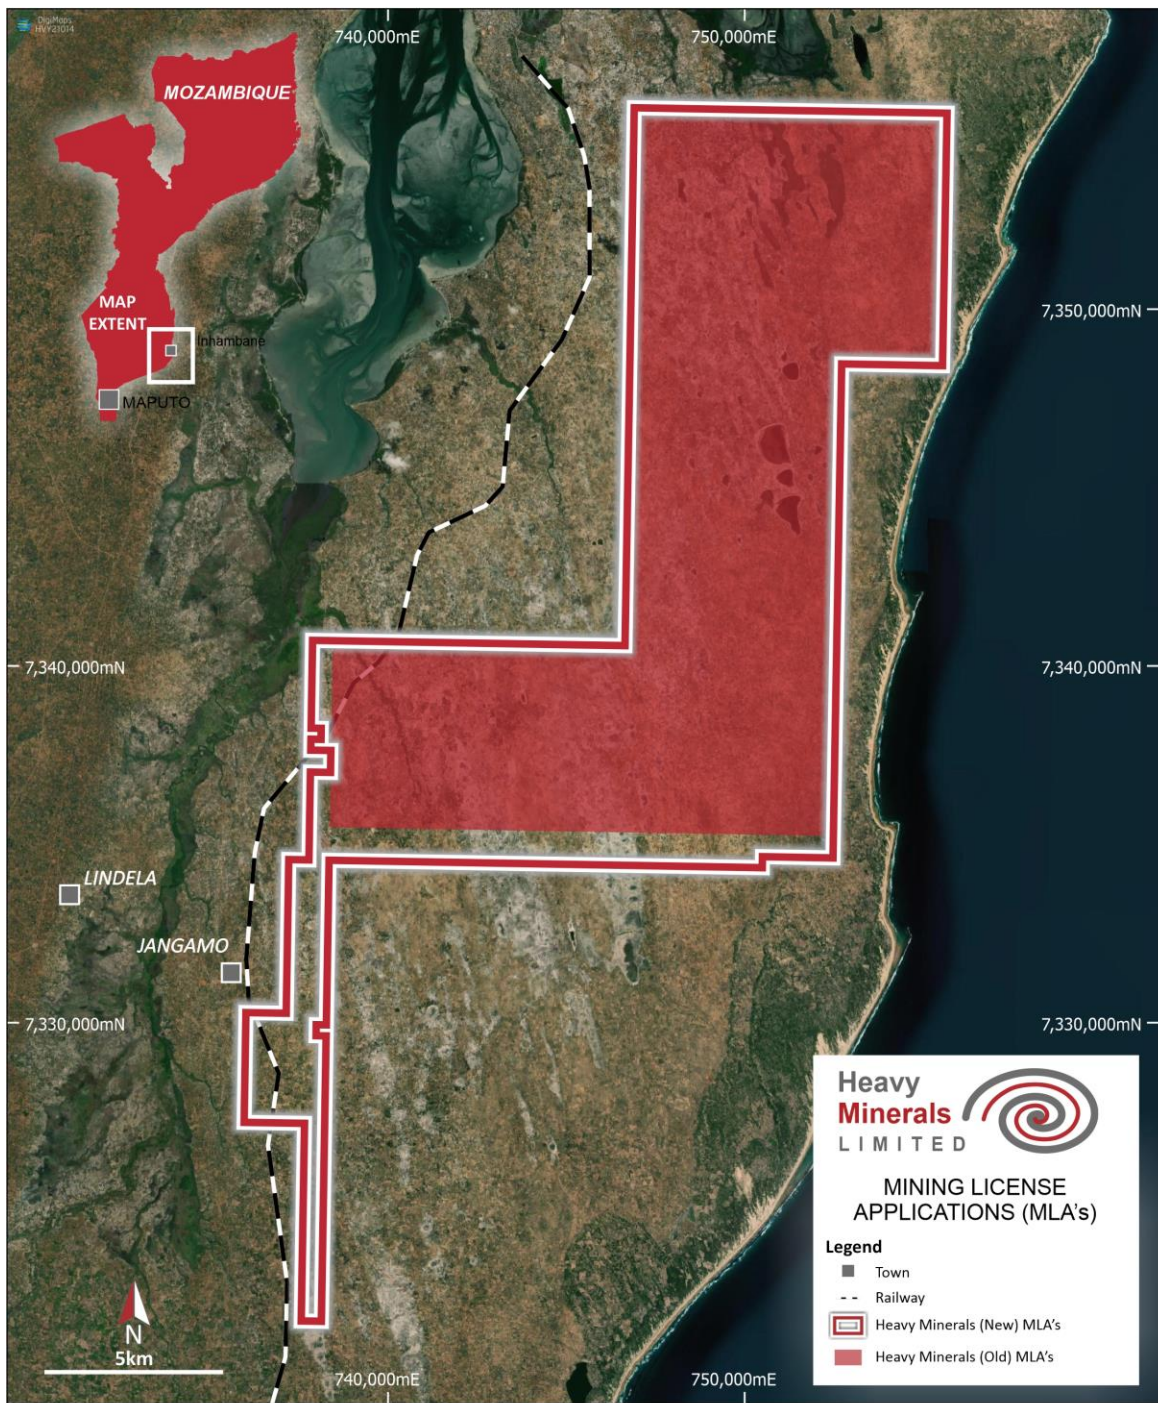 DigiMaps
HVY21014
740,000mE
750,000mE
MOZAMBIQUE
MAP
EXTENT
Inhambane
MAPUTO
7,350,000mN
7,340,000mN
7,340,000mN
LINDELA
JANGAMO
7,330,000mN
7,330,000mN
Heavy
Minerals
LIMITED
MINING LICENSE
APPLICATIONS (MLA's)
Legend
Town
Railway
Heavy Minerals (New) MLA's
Heavy Minerals (Old) MLA's
N
5km
740,000mE
750,000mE